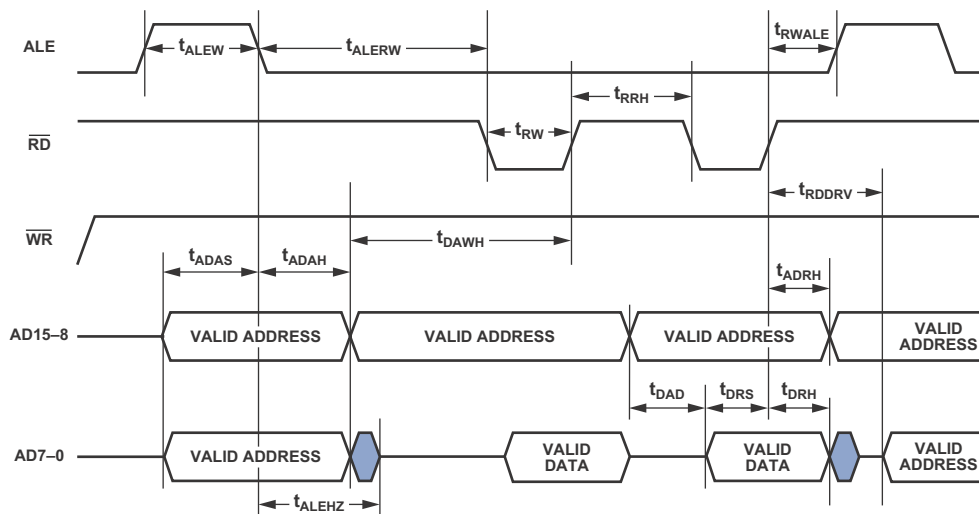 ALE
tALEW
tALERW
tRWALE
tRRH
RD
tRW
tRDDRV
WR
tDAWH
tADAS
tADAH
tADRH
AD15–8
VALID ADDRESS
VALID ADDRESS
VALID ADDRESS
VALID
ADDRESS
tDAD
tDRS
tDRH
AD7–0
VALID ADDRESS
VALID
DATA
VALID
DATA
VALID
ADDRESS
tALEHZ